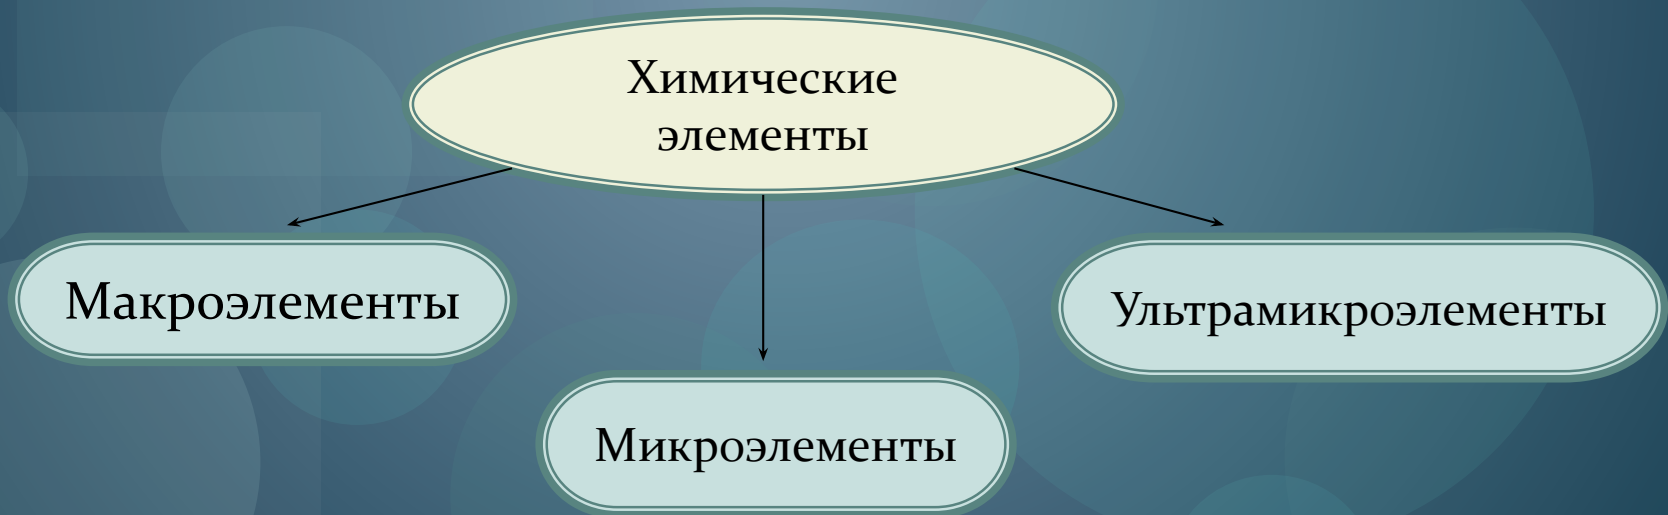 Химические
элементы
Макроэлементы
Ультрамикроэлементы
Микроэлементы